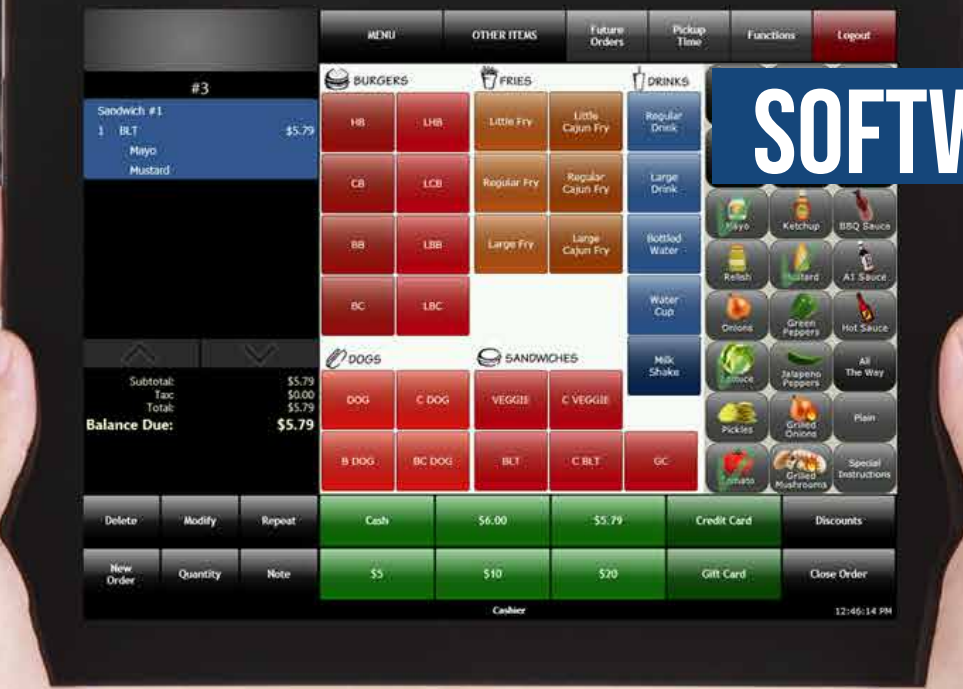 MENU
OTHER ITEMS
Future
Orders
Pickup
Time
Functions
Logout
#3
Sandwich #1
1 BLT $5.79
Mayo
Mustard
BURGERS
FRIES
DRINKS
HB
LHB
Little Fry
Little
Cajun Fry
Regular
Drink
SOFTW
CB
LCB
Regular Fry
Regular
Cajun Fry
Large
Drink
BB
LBB
Large Fry
Large
Cajun Fry
Bottled
Water
Mayo
Ketchup
BBQ Sauce
Relish
Mustard
A1 Sauce
BC
LBC
Water
Cup
Onions
Green
Peppers
Hot Sauce
DOGS
SANDWICHES
Milk
Shake
Lettuce
Jalapeno
Peppers
All
The Way
Subtotal: $5.79
Tax: $0.00
Total: $5.79
Balance Due: $5.79
DOG
C DOG
VEGGIE
C VEGGIE
Pickles
Grilled
Onions
Plain
B DOG
BC DOG
BLT
C BLT
GC
Tomato
Grilled
Mushrooms
Special
Instructions
Delete
Modify
Repeat
Cash
$6.00
$5.79
Credit Card
Discounts
New
Order
Quantity
Note
$5
$10
$20
Gift Card
Close Order
Cashier
12:46:14 PM